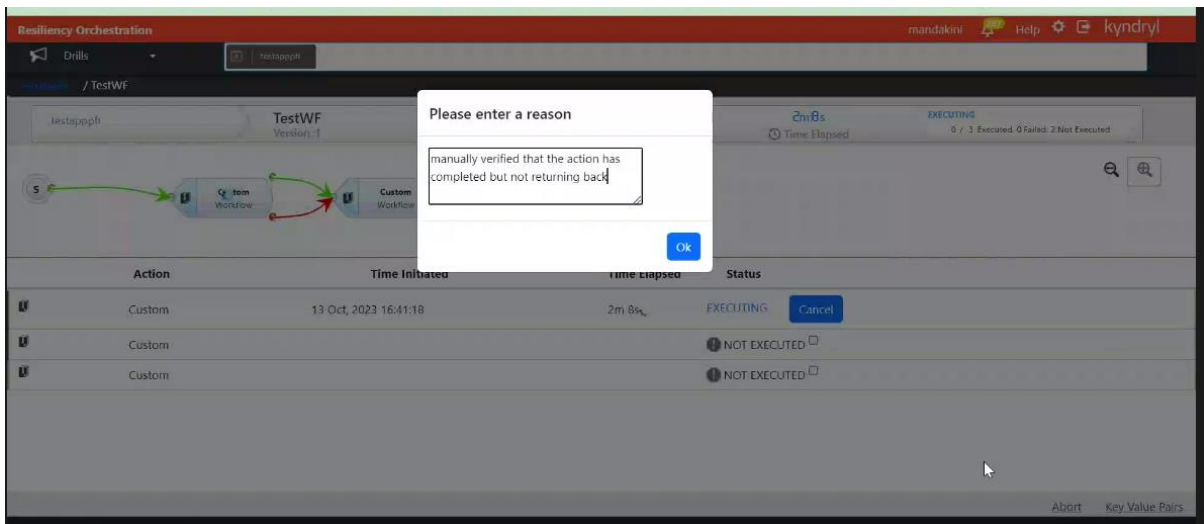 Resiliency Orchestration
mandakini
Help
kyndryl
Drills
testappph
/ TestWF
testappph
TestWF
Version: 1
2m8s
Time Elapsed
EXECUTING
0 / 3 Executed, 0 Failed, 2 Not Executed
Please enter a reason
manually verified that the action has
completed but not returning back
Ok
S
Workflow
Custom
Workflow
Action
Time Initiated
Time Elapsed
Status
Custom
13 Oct, 2023 16:41:18
2m 8s
EXECUTING
Cancel
Custom
NOT EXECUTED
Custom
NOT EXECUTED
Abort
Key Value Pairs